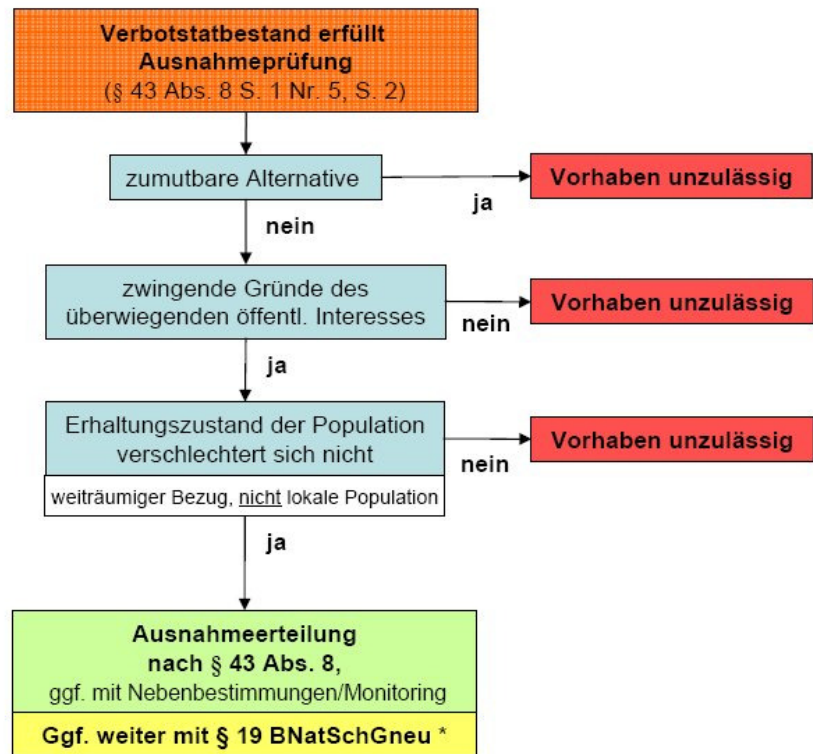 Verbotstatbestand erfüllt
Ausnahmeprüfung
(§ 43 Abs. 8 S. 1 Nr. 5, S. 2)
zumutbare Alternative
ja
Vorhaben unzulässig
nein
zwingende Gründe des
überwiegenden öffentl. Interesses
nein
Vorhaben unzulässig
ja
Erhaltungszustand der Population
verschlechtert sich nicht
nein
Vorhaben unzulässig
weiträumiger Bezug, nicht lokale Population
ja
Ausnahmeerteilung
nach § 43 Abs. 8,
ggf. mit Nebenbestimmungen/Monitoring
Ggf. weiter mit § 19 BNatSchGneu *